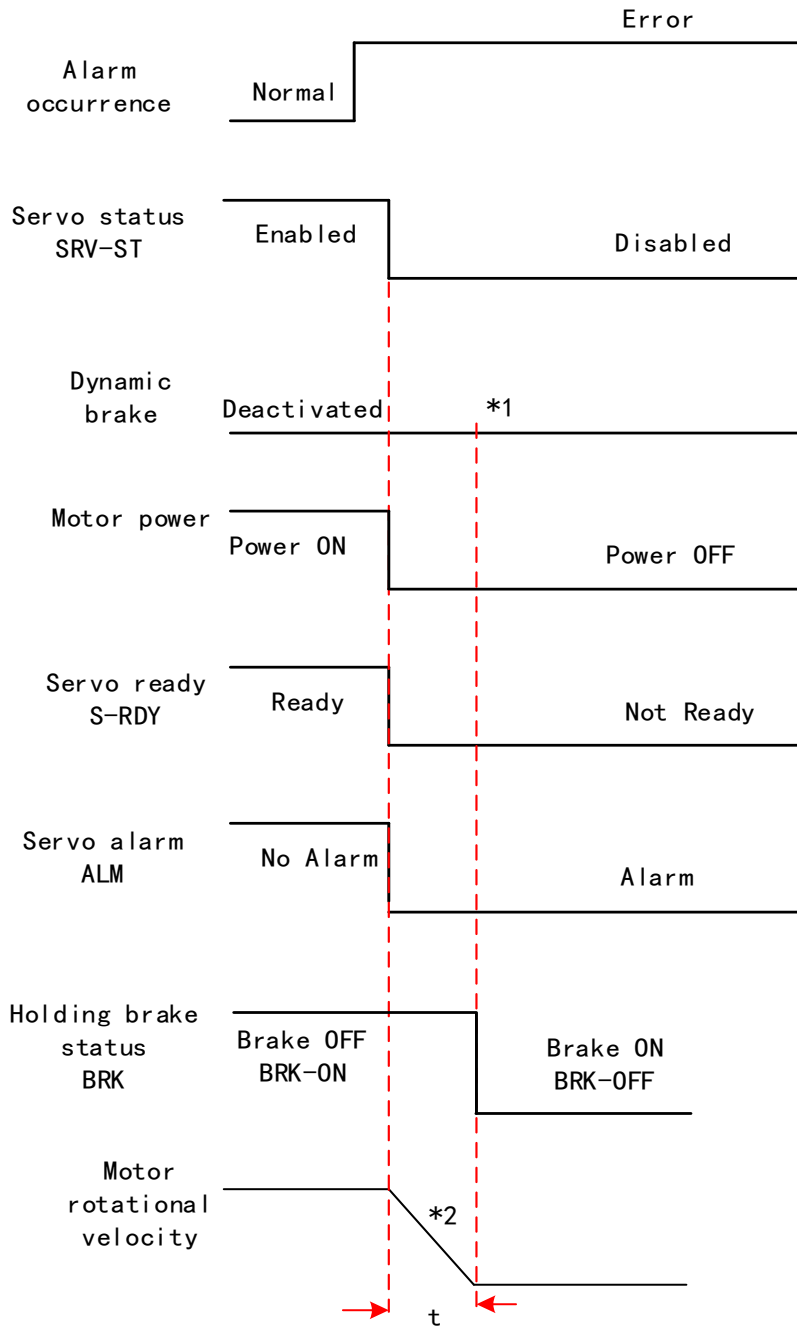 Error
Alarm
occurrence
Normal
Servo status
SRV-ST
Enabled
Disabled
Dynamic
brake
Deactivated
*1
Motor power
Power ON
Power OFF
Servo ready
S-RDY
Ready
Not Ready
Servo alarm
ALM
No Alarm
Alarm
Holding brake
status
BRK
Brake OFF
BRK-ON
Brake ON
BRK-OFF
Motor
rotational
velocity
*2
t